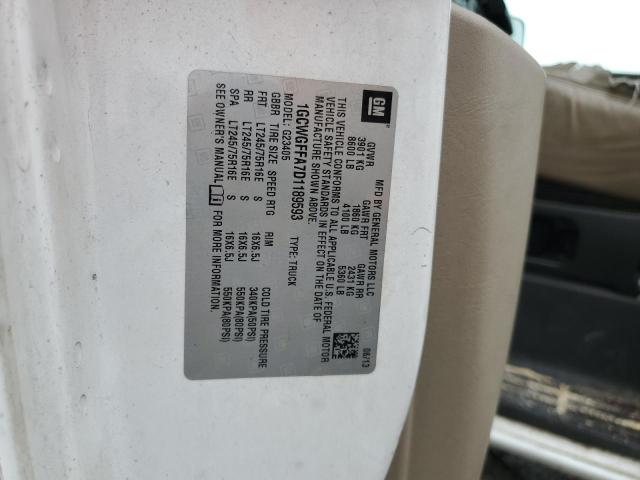 GM
MFD BY GENERAL MOTORS LLC
06/13
GVWR GAWR FRT GAWR RR
3901 KG 1860 KG 2431 KG
8600 LB 4100 LB 5360 LB
THIS VEHICLE CONFORMS TO ALL APPLICABLE U.S. FEDERAL MOTOR
VEHICLE SAFETY STANDARDS IN EFFECT ON THE DATE OF
MANUFACTURE SHOWN ABOVE.
1GCWGFFA7D1189593 TYPE: TRUCK
MODEL: G23405
GBBR TIRE SIZE SPEED RTG RIM COLD TIRE PRESSURE
FRT LT245/75R16E S 16X6.5J 340KPA(50PSI)
RR LT245/75R16E S 16X6.5J 550KPA(80PSI)
SPA LT245/75R16E S 16X6.5J 550KPA(80PSI)
SEE OWNER'S MANUAL FOR MORE INFORMATION.